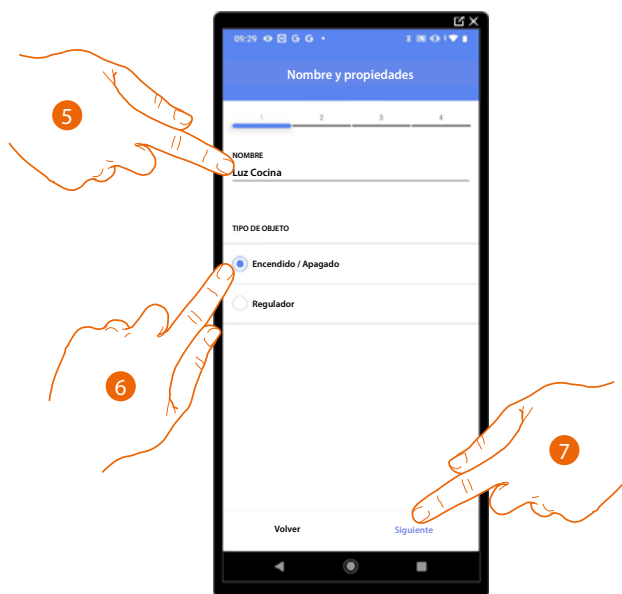 09:29 G G
Nombre y propiedades
1 2 3 4
NOMBRE
Luz Cocina
TIPO DE OBJETO
Encendido / Apagado
Regulador
Volver Siguiente
5
6
7